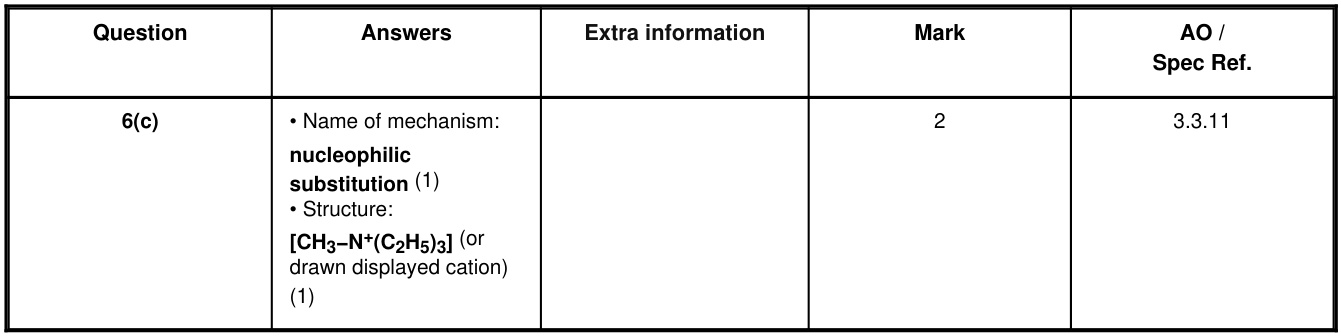 Question Answers Extra information Mark AO /
Spec Ref.
6(c) • Name of mechanism: 2 3.3.11
nucleophilic
substitution (1)
• Structure:
[CH₃–N⁺(C₂H₅)₃] (or
drawn displayed cation)
(1)